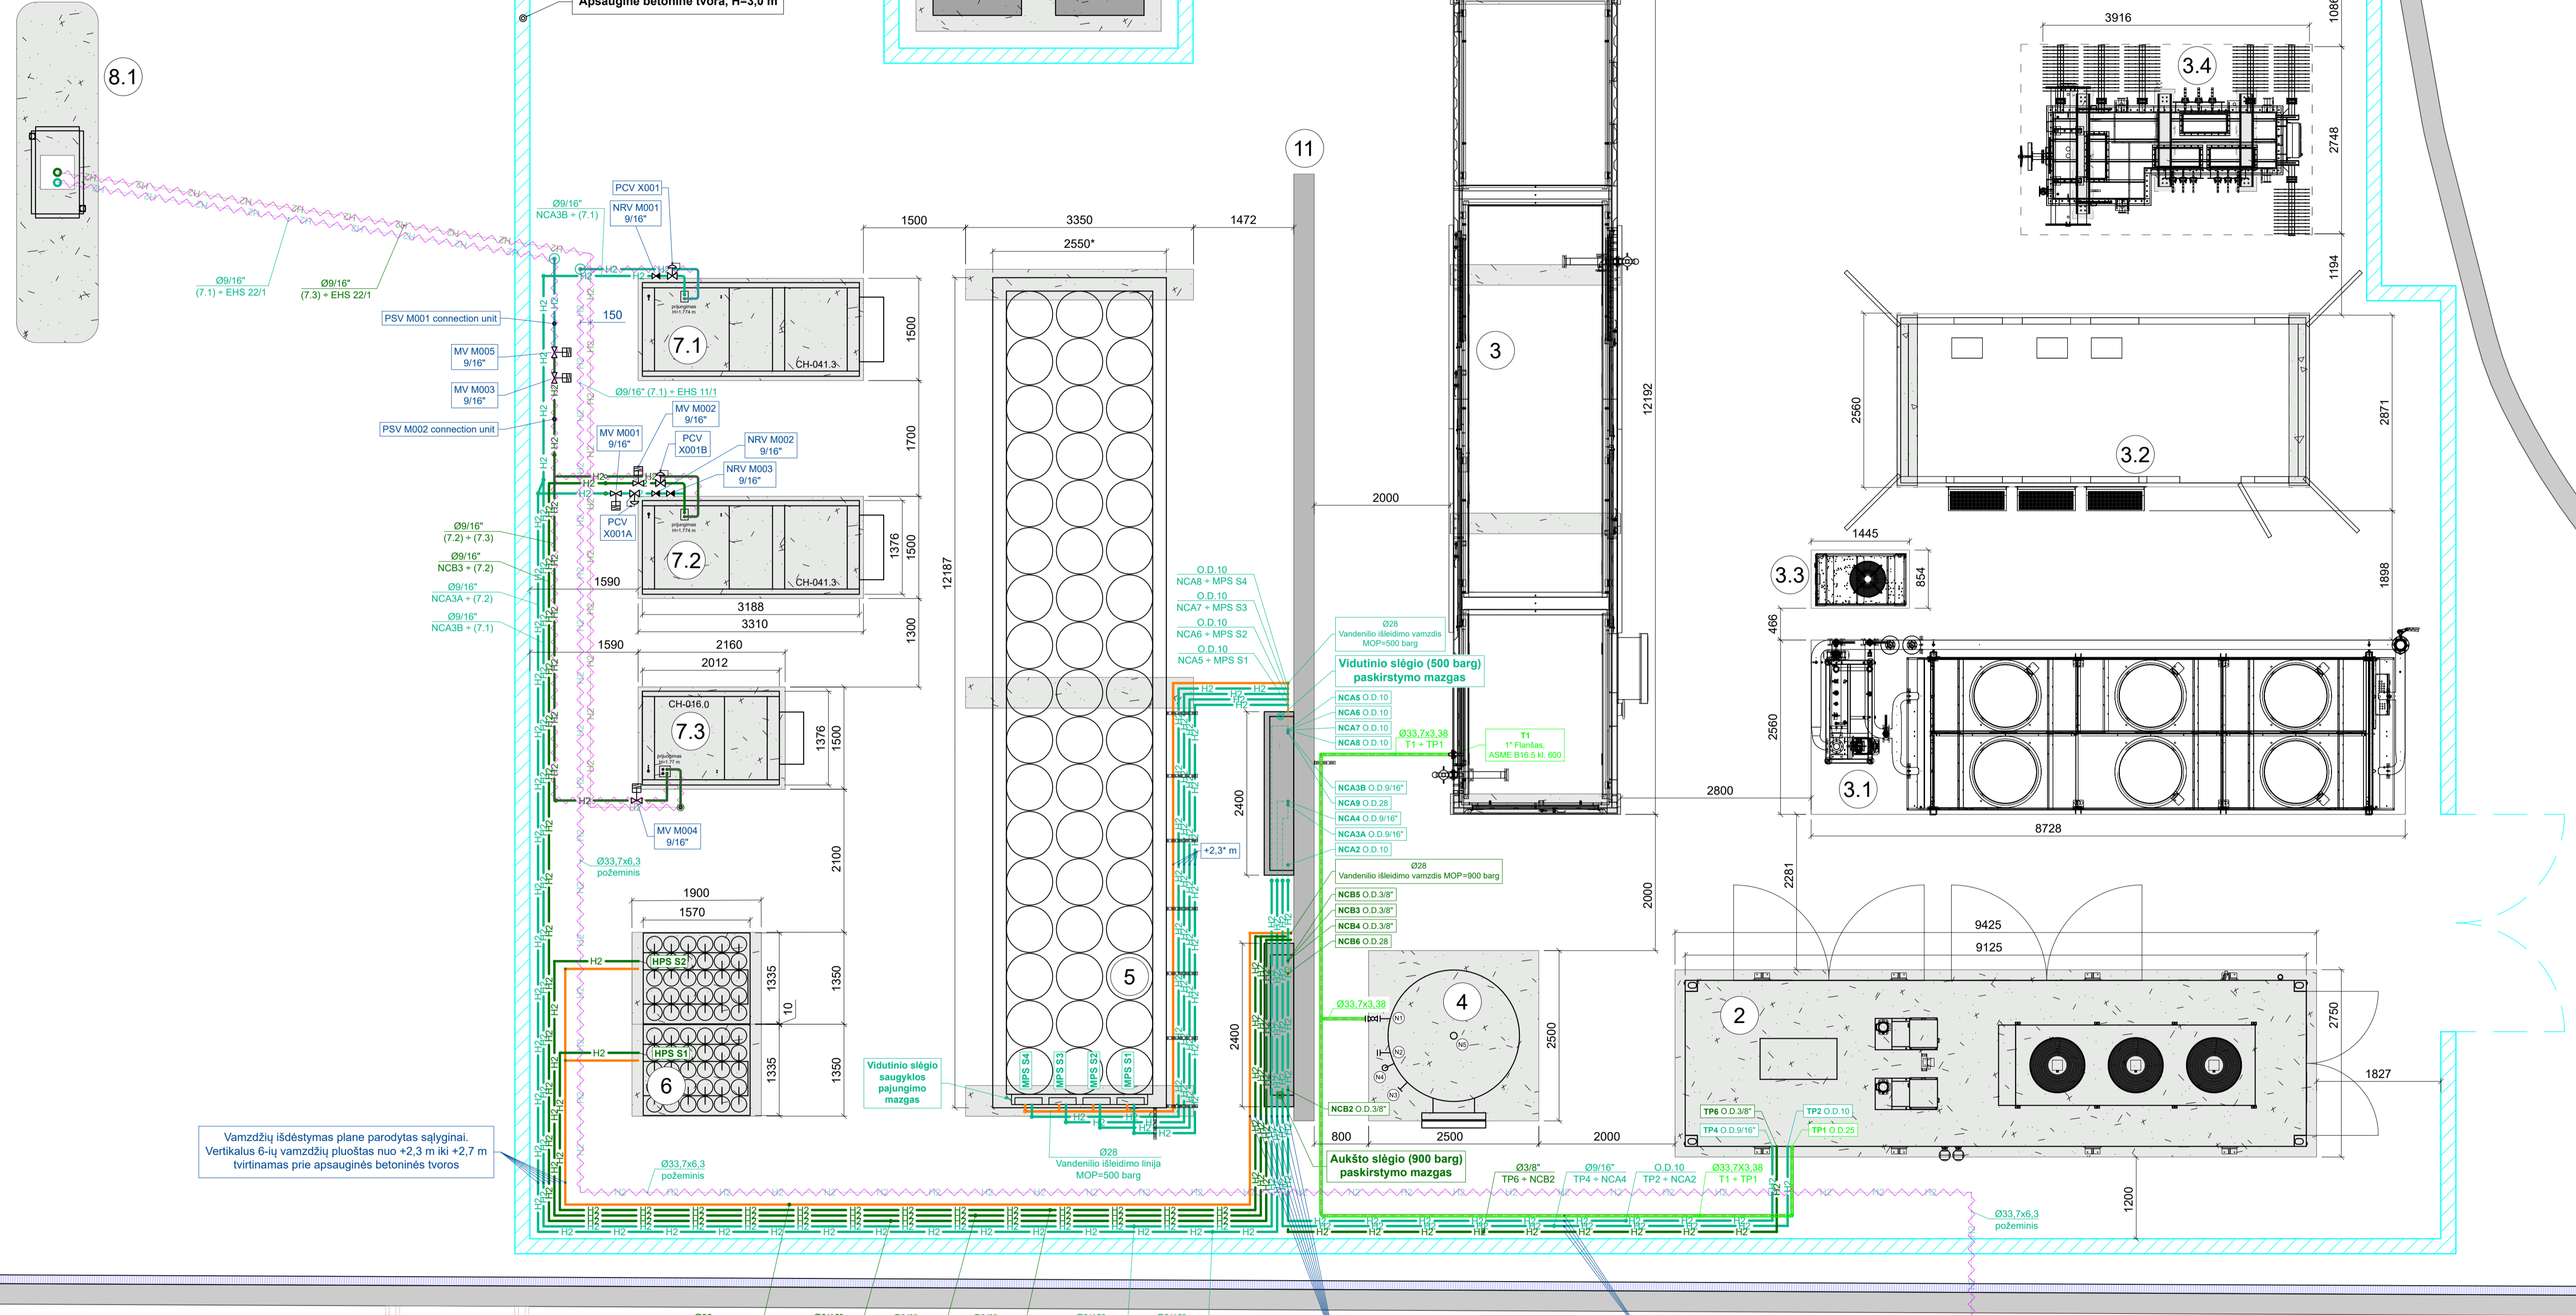 Apsauginė betoninė tvora, H=3,0 m
8.1
11
3916
1086
3.4
2748
1194
PCV X001
NRV M001
9/16"
Ø9/16"
NCA3B ÷ (7.1)
1500
3350
1472
2550*
Ø9/16"
(7.1) ÷ EHS 22/1
Ø9/16"
(7.3) ÷ EHS 22/1
PSV M001 connection unit
150
prijungimas
H=1.774 m
7.1
CH-041.3
1500
3
MV M005
9/16"
MV M003
9/16"
Ø9/16" (7.1) ÷ EHS 11/1
PSV M002 connection unit
MV M002
9/16"
MV M001
9/16"
PCV
X001B
NRV M002
9/16"
NRV M003
9/16"
1700
12192
2560
2871
3.2
2000
PCV
X001A
prijungimas
H=1.774 m
7.2
CH-041.3
1376
1500
12187
1445
3.3
854
1898
Ø9/16"
(7.2) ÷ (7.3)
Ø9/16"
NCB3 ÷ (7.2)
Ø9/16"
NCA3A ÷ (7.2)
Ø9/16"
NCA3B ÷ (7.1)
1590
3188
3310
1300
O.D.10
NCA8 ÷ MPS S4
O.D.10
NCA7 ÷ MPS S3
O.D.10
NCA6 ÷ MPS S2
O.D.10
NCA5 ÷ MPS S1
466
1590
2160
2012
Ø28
Vandenilio išleidimo vamzdis
MOP=500 barg
Vidutinio slėgio (500 barg)
paskirstymo mazgas
CH-016.0
7.3
prijungimas
H=1.77 m
1376
1500
NCA5 O.D.10
NCA6 O.D.10
NCA7 O.D.10
NCA8 O.D.10
Ø33,7x3,38
T1 ÷ TP1
T1
1" Flanšas,
ASME B16.5 kl. 600
2560
3.1
2400
NCA3B O.D.9/16"
NCA9 O.D.28
NCA4 O.D.9/16"
NCA3A O.D.9/16"
NCA2 O.D.10
2800
8728
MV M004
9/16"
+2,3* m
Ø33,7x6,3
požeminis
2100
Ø28
Vandenilio išleidimo vamzdis MOP=900 barg
2281
2000
1900
1570
NCB5 O.D.3/8"
NCB3 O.D.3/8"
NCB4 O.D.3/8"
NCB6 O.D.28
9425
9125
HPS S2
1335
1350
10
5
4
N1
N2
N3
N4
N5
Ø33,7x3,38
2
2750
HPS S1
6
1335
1350
2400
2500
Vidutinio slėgio
saugyklos
pajungimo
mazgas
MPS S4
MPS S3
MPS S2
MPS S1
1827
NCB2 O.D.3/8"
TP6 O.D.3/8"
TP2 O.D.10
TP4 O.D.9/16"
TP1 O.D.25
800
2500
2000
Vamzdžių išdėstymas plane parodytas sąlyginai.
Vertikalus 6-ių vamzdžių pluoštas nuo +2,3 m iki +2,7 m
tvirtinamas prie apsauginės betoninės tvoros
Ø33,7x6,3
požeminis
Ø28
Vandenilio išleidimo linija
MOP=500 barg
Aukšto slėgio (900 barg)
paskirstymo mazgas
Ø3/8"
TP6 ÷ NCB2
Ø9/16"
TP4 ÷ NCA4
O.D.10
TP2 ÷ NCA2
Ø33,7X3,38
T1 ÷ TP1
1200
Ø33,7x6,3
požeminis
H2